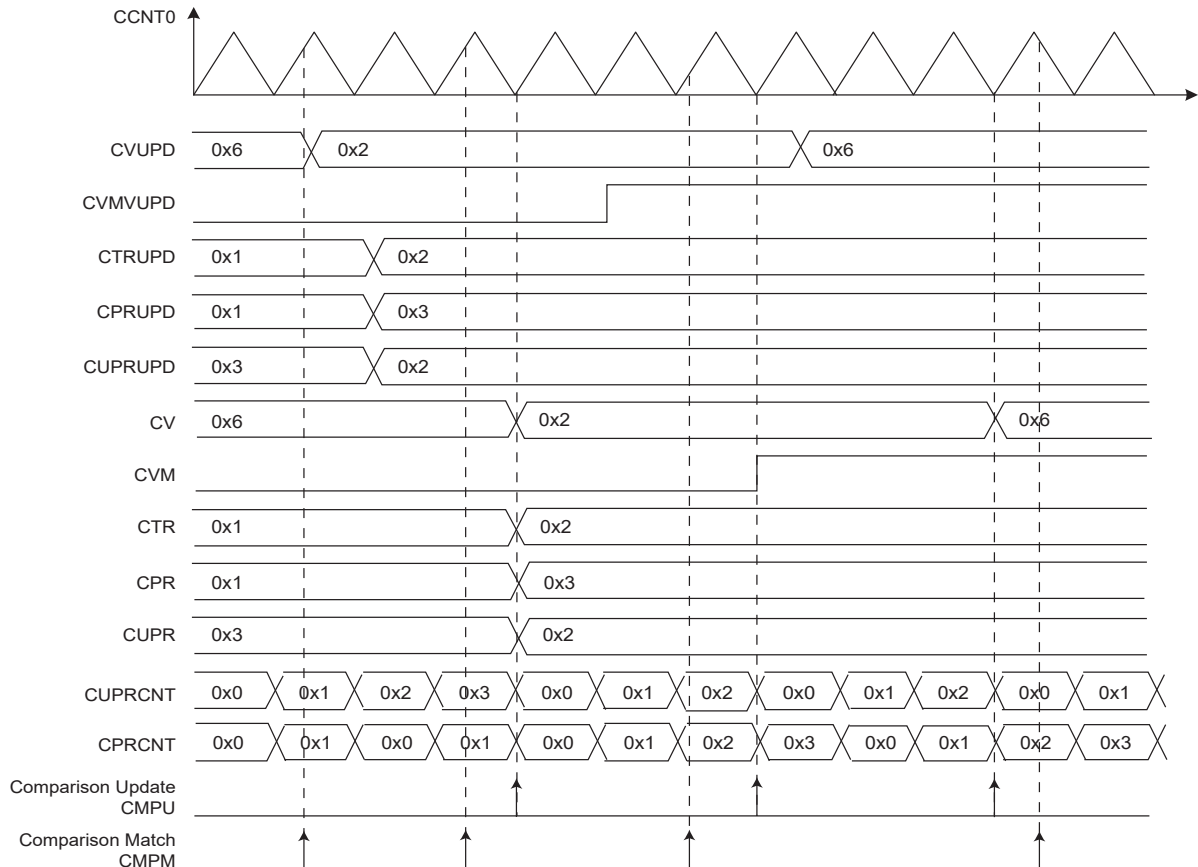 CCNT0
CVUPD 0x6 0x2 0x6
CVMVUPD
CTRUPD 0x1 0x2
CPRUPD 0x1 0x3
CUPRUPD 0x3 0x2
CV 0x6 0x2 0x6
CVM
CTR 0x1 0x2
CPR 0x1 0x3
CUPR 0x3 0x2
CUPRCNT 0x0 0x1 0x2 0x3 0x0 0x1 0x2 0x0 0x1 0x2 0x0 0x1
CPRCNT 0x0 0x1 0x0 0x1 0x0 0x1 0x2 0x3 0x0 0x1 0x2 0x3
Comparison Update
CMPU
Comparison Match
CMPM